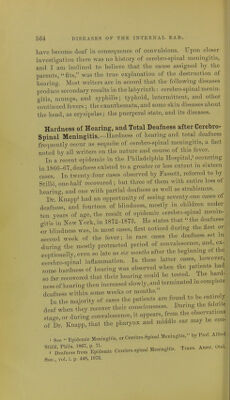 564 DISEASES OF THE INTERNAL EAR.
have become deaf in consequence of convulsions. Upon closer
investigation there was no history of cerebro-spinal meningitis,
and I am inclined to believe that the cause assigned by the
parents, “fits,” was the true explanation of the destruction of
hearing. Most writers are in accord that the following diseases
produce secondary results in the labyrinth: cerebro-spinal menin-
gitis, mumps, and syphilis; typhoid, intermittent, and other
continued fevers; the exanthemata, and some skin diseases about
the head, as erysipelas; the puerperal state, and its diseases.
Hardness of Hearing, and Total Deafness after Cerebro-
Spinal Meningitis.—Hardness of hearing and total deafness
frequently occur as sequelæ of cerebro-spinal meningitis, a fact
noted by all writers on the nature and course of this fever.
In a recent epidemic in the Philadelphia Hospital,¹ occurring
in 1866–67, deafness existed to a greater or less extent in sixteen
cases. In twenty-four cases observed by Fassett, referred to by
Stillé, one-half recovered; but three of them with entire loss of
hearing, and one with partial deafness as well as strabismus.
Dr. Knapp² had an opportunity of seeing seventy-one cases of
deafness, and fourteen of blindness, mostly in children under
ten years of age, the result of epidemic cerebro-spinal menin-
gitis in New York, in 1872–1873. He states that “the deafness
or blindness was, in most cases, first noticed during the first or
second week of the fever; in rare cases the deafness set in
during the mostly protracted period of convalescence, and, ex-
ceptionally, even so late as six months after the beginning of the
cerebro-spinal inflammation. In these latter cases, however,
some hardness of hearing was observed when the patients had
so far recovered that their hearing could be tested. The hard-
ness of hearing then increased slowly, and terminated in complete
deafness within some weeks or months.”
In the majority of cases the patients are found to be entirely
deaf when they recover their consciousness. During the febrile
stage, or during convalescence, it appears, from the observations
of Dr. Knapp, that the pharynx and middle ear may be con-
¹ See “Epidemic Meningitis, or Cerebro-Spinal Meningitis,” by Prof. Alfred
Stillé, Phila. 1867, p. 71.
² Deafness from Epidemic Cerebro-spinal Meningitis. Trans. Amer. Otol.
Soc., vol. i. p. 448, 1873.